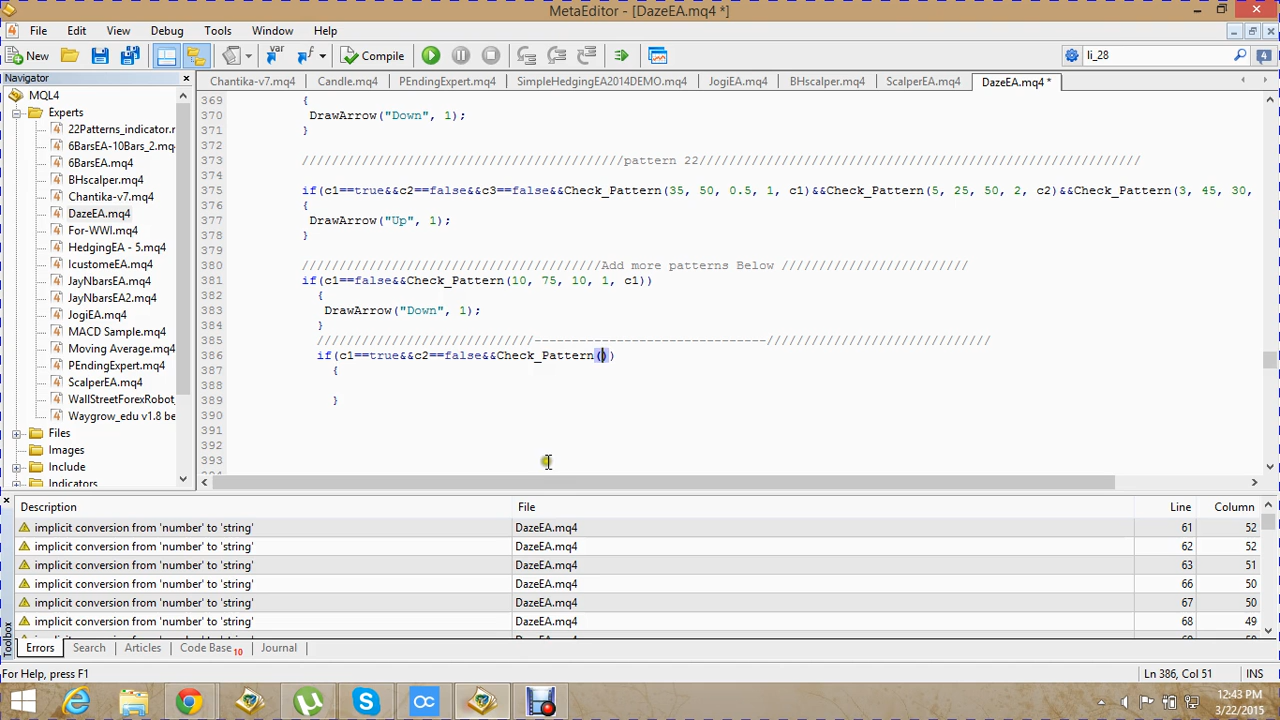 MetaEditor - [DazeEA.mq4 *]
File Edit View Debug Tools Window Help
New Compile li_28
Navigator
Chantika-v7.mq4 Candle.mq4 PEndingExpert.mq4 SimpleHedgingEA2014DEMO.mq4 JogiEA.mq4 BHscalper.mq4 ScalperEA.mq4 DazeEA.mq4 *
MQL4
Experts
22Patterns_indicator.r
6BarsEA-10Bars_2.mq
6BarsEA.mq4
BHscalper.mq4
Chantika-v7.mq4
DazeEA.mq4
For-WWI.mq4
HedgingEA - 5.mq4
IcustomeEA.mq4
JayNbarsEA.mq4
JayNbarsEA2.mq4
JogiEA.mq4
MACD Sample.mq4
Moving Average.mq4
PEndingExpert.mq4
ScalperEA.mq4
WallStreetForexRobot_
Waygrow_edu v1.8 be
Files
Images
Include
Indicators
369 {
370 DrawArrow("Down", 1);
371 }
372
373 ///////////////////////////////////////////pattern 22///////////////////////////////////////////////////////////
374
375 if(c1==true&&c2==false&&c3==false&&Check_Pattern(35, 50, 0.5, 1, c1)&&Check_Pattern(5, 25, 50, 2, c2)&&Check_Pattern(3, 45, 30,
376 {
377 DrawArrow("Up", 1);
378 }
379
380 ////////////////////////////////////////Add more patterns Below /////////////////////////
381 if(c1==false&&Check_Pattern(10, 75, 10, 1, c1))
382 {
383 DrawArrow("Down", 1);
384 }
385 /////////////////////////////-------------------------------//////////////////////////////
386 if(c1==true&&c2==false&&Check_Pattern())
387 {
388
389 }
390
391
392
393
Description File Line Column
implicit conversion from 'number' to 'string' DazeEA.mq4 61 52
implicit conversion from 'number' to 'string' DazeEA.mq4 62 52
implicit conversion from 'number' to 'string' DazeEA.mq4 63 51
implicit conversion from 'number' to 'string' DazeEA.mq4 66 50
implicit conversion from 'number' to 'string' DazeEA.mq4 67 50
implicit conversion from 'number' to 'string' DazeEA.mq4 68 49
Toolbox
Errors Search Articles Code Base 10 Journal
For Help, press F1 Ln 386, Col 51 INS
12:43 PM
3/22/2015